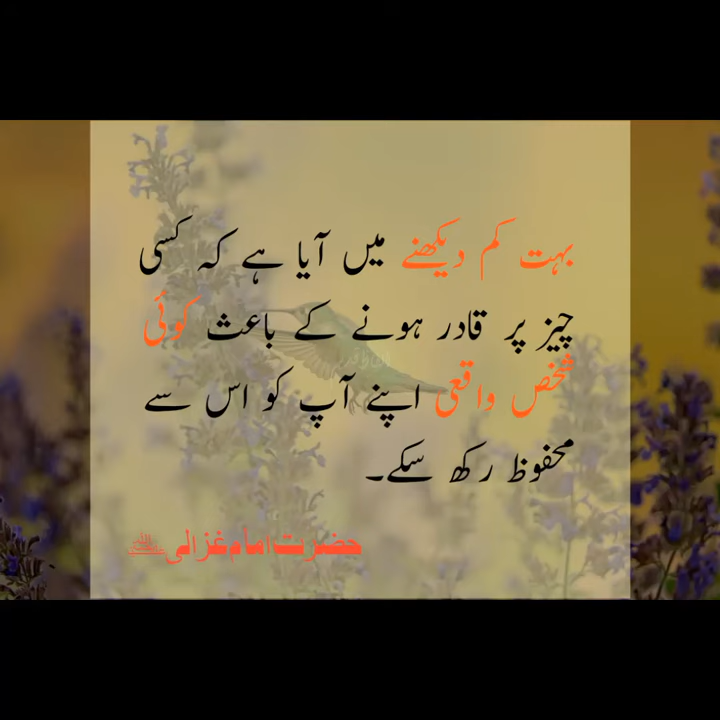 بہت کم دیکھنے میں آیا ہے کہ کسی
چیز پر قادر ہونے کے باعث کوئی
شخص واقعی اپنے آپ کو اس سے
محفوظ رکھ سکے۔
حضرت امام غزالی